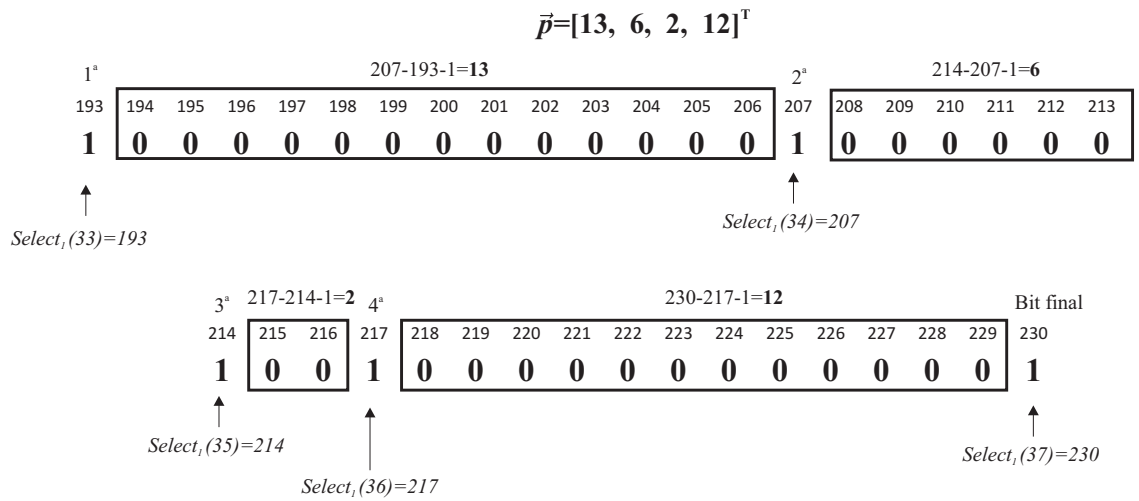 p⃗=[13, 6, 2, 12]ᵀ
1ª 207-193-1=13 2ª 214-207-1=6
193 194 195 196 197 198 199 200 201 202 203 204 205 206 207 208 209 210 211 212 213
1 0 0 0 0 0 0 0 0 0 0 0 0 0 1 0 0 0 0 0 0
Select₁(33)=193 Select₁(34)=207
3ª 217-214-1=2 4ª 230-217-1=12 Bit final
214 215 216 217 218 219 220 221 222 223 224 225 226 227 228 229 230
1 0 0 1 0 0 0 0 0 0 0 0 0 0 0 0 1
Select₁(35)=214 Select₁(37)=230
Select₁(36)=217